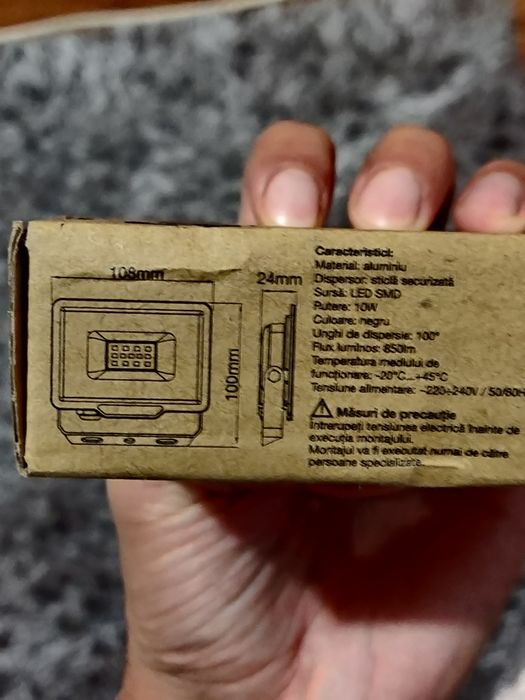 108mm
24mm
100mm
Caracteristici:
Material: aluminiu
Dispersor: sticlă securizată
Sursă: LED SMD
Putere: 10W
Culoare: negru
Unghi de dispersie: 100°
Flux luminos: 850lm
Temperatura mediului de
funcționare: -20°C...+45°C
Tensiune alimentare: ~220÷240V / 50/60H
Măsuri de precauție
Întrerupeți tensiunea electrică înainte de
execuția montajului.
Montajul va fi executat numai de către
persoane specializate.